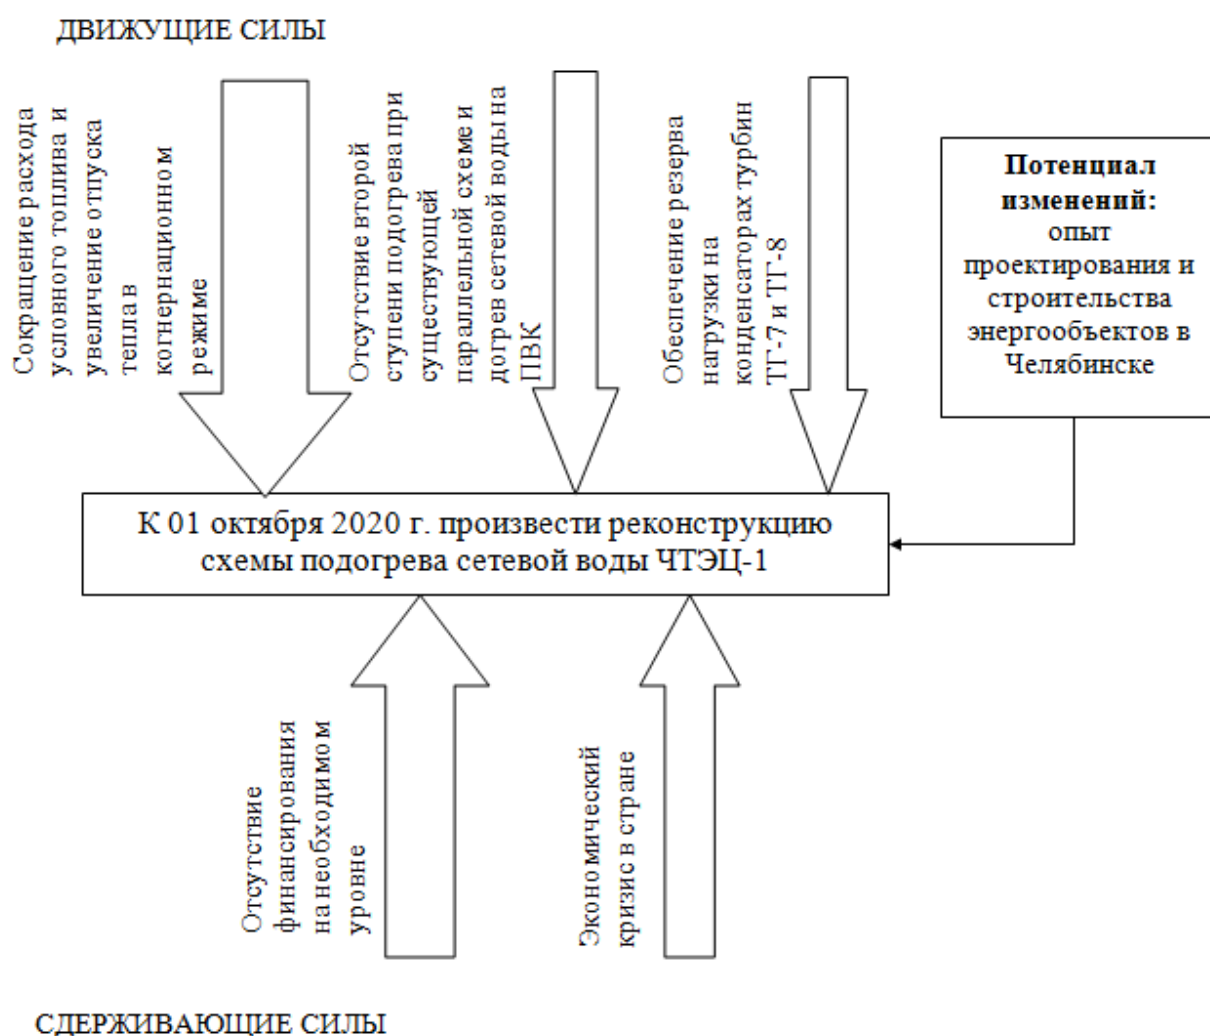 ДВИЖУЩИЕ СИЛЫ
Сокращение расхода
условного топлива и
увеличение отпуска
тепла в
когнернационном
режиме
Отсутствие второй
ступени подогрева при
существующей
параллельной схеме и
догрев сетевой воды на
ПВК
Обеспечение резерва
нагрузки на
конденсаторах турбин
ТГ-7 и ТГ-8
Потенциал
изменений:
опыт
проектирования и
строительства
энергообъектов в
Челябинске
К 01 октября 2020 г. произвести реконструкцию
схемы подогрева сетевой воды ЧТЭЦ-1
Отсутствие
финансирования
на необходимом
уровне
Экономический
кризис в стране
СДЕРЖИВАЮЩИЕ СИЛЫ